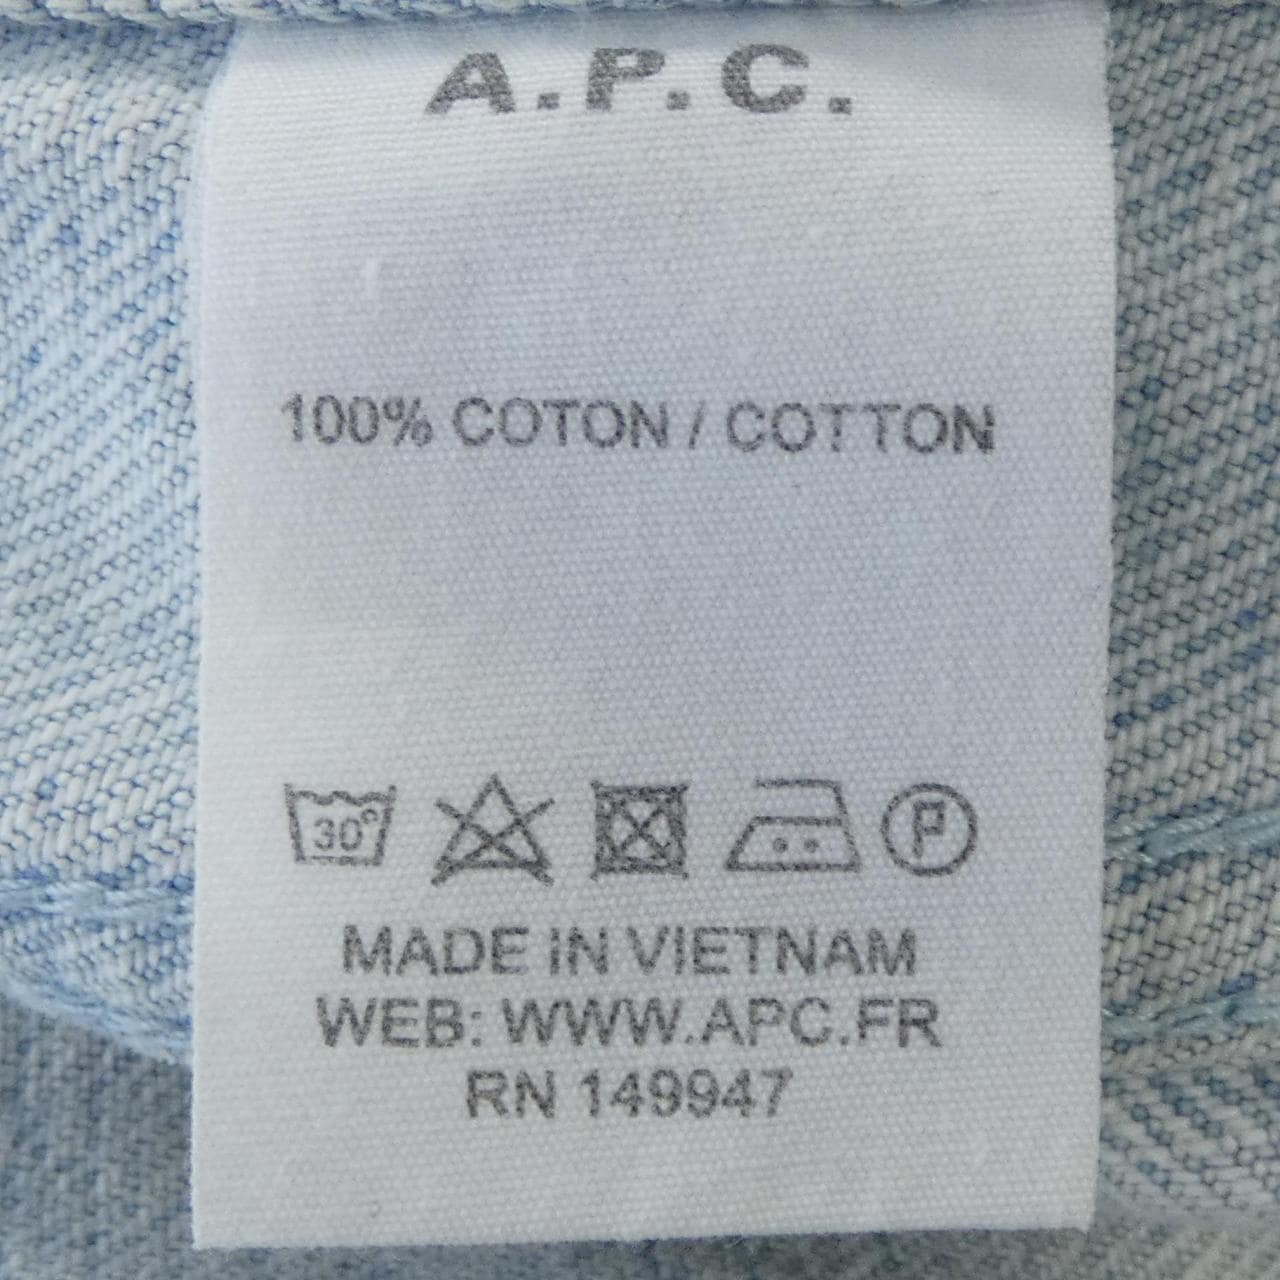 A.P.C.
100% COTON / COTTON
30°
P
MADE IN VIETNAM
WEB: WWW.APC.FR
RN 149947